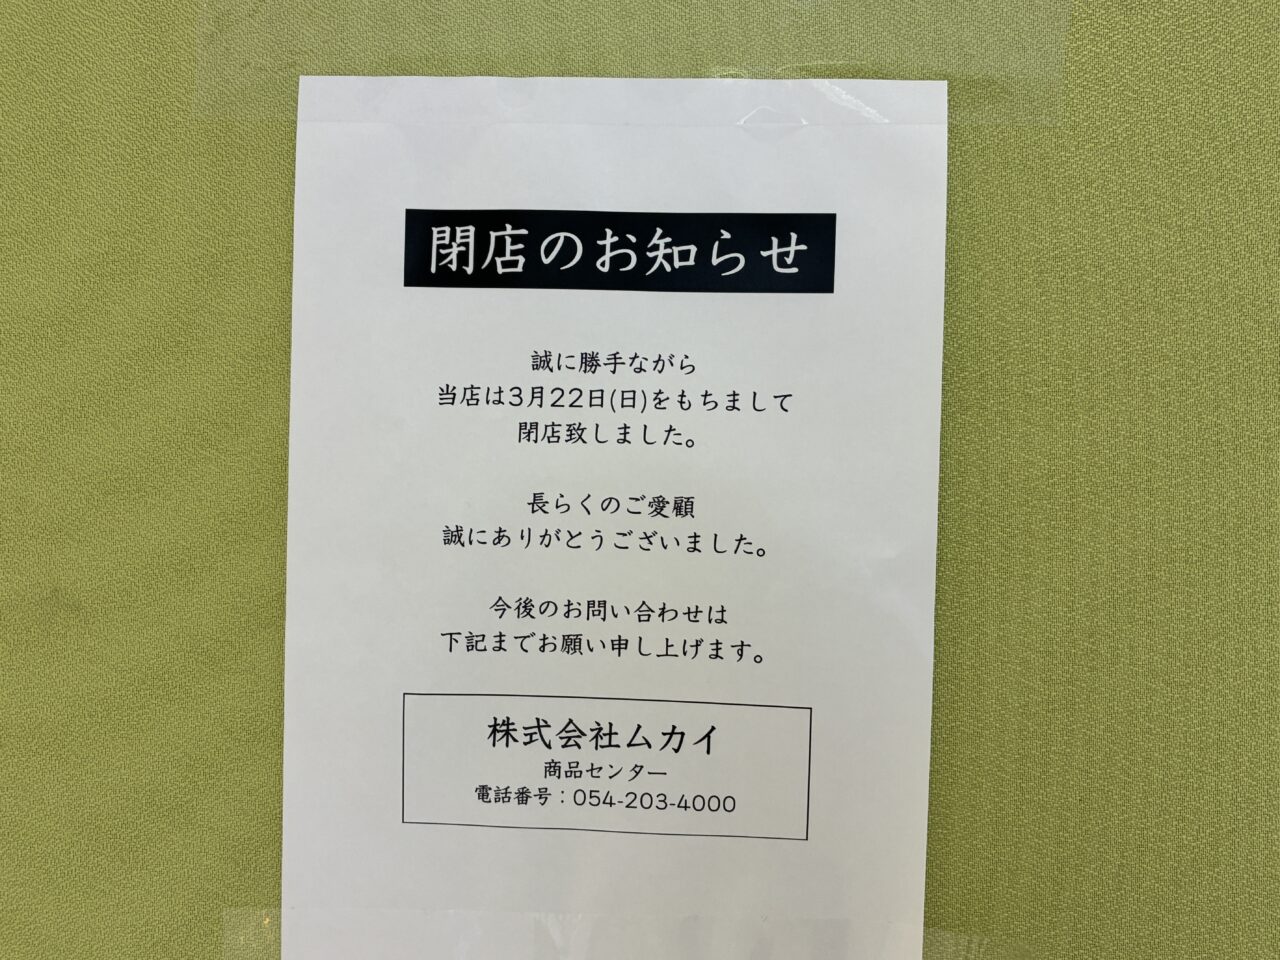 閉店のお知らせ
誠に勝手ながら
当店は3月22日(日)をもちまして
閉店致しました。
長らくのご愛顧
誠にありがとうございました。
今後のお問い合わせは
下記までお願い申し上げます。
株式会社ムカイ
商品センター
電話番号：054-203-4000